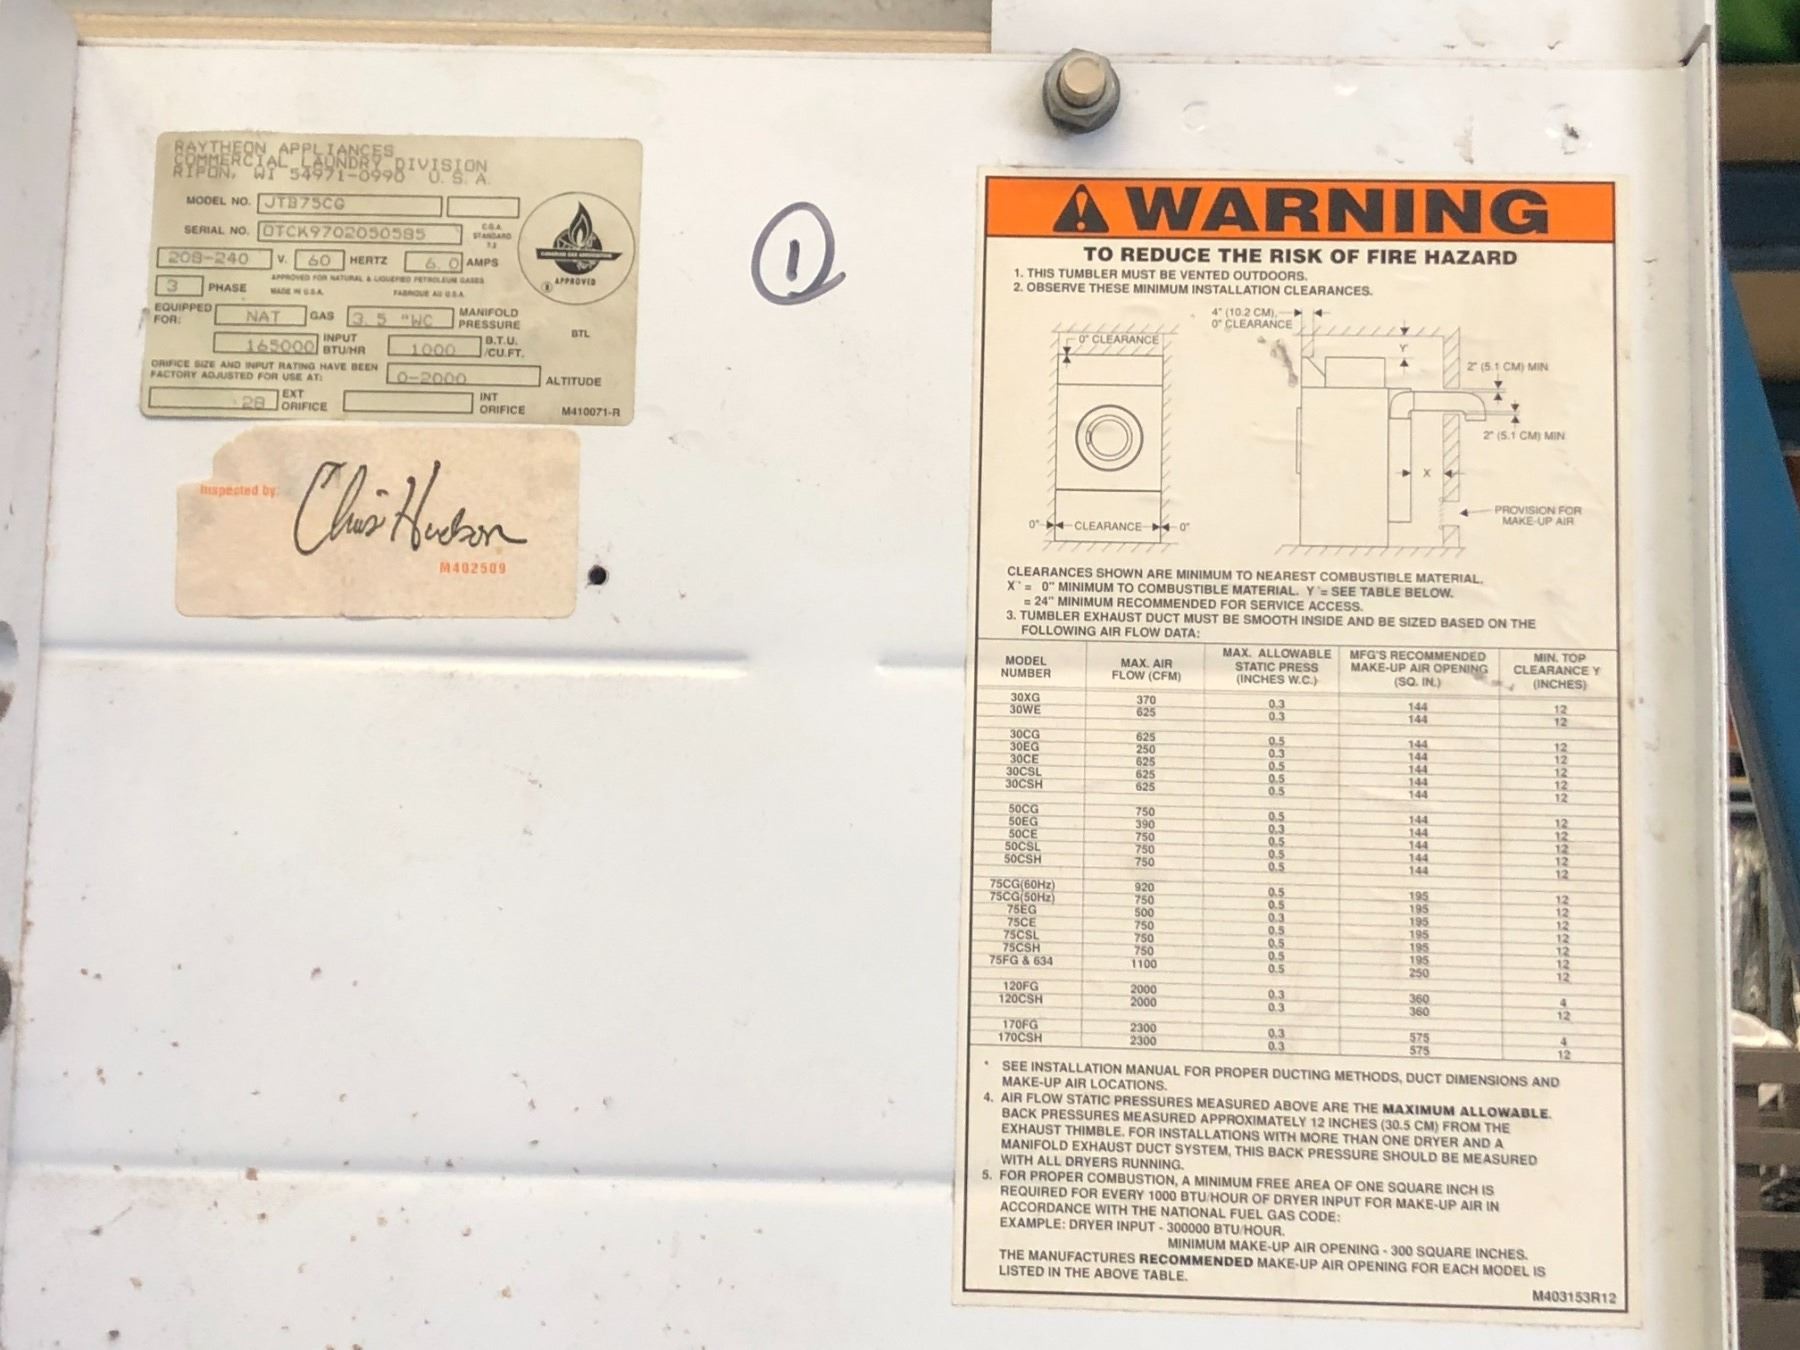 RAYTHEON APPLIANCES
COMMERCIAL LAUNDRY DIVISION
RIPON, WI 54971-0990 U. S. A.
MODEL NO. JTB75CG
SERIAL NO. 0TCK9702050585
C.G.A. STANDARD 7.2
208-240 V. 60 HERTZ 6.0 AMPS
APPROVED FOR NATURAL & LIQUEFIED PETROLEUM GASES
3 PHASE MADE IN U.S.A. FABRIQUE AU U.S.A.
APPROVED
EQUIPPED FOR: NAT GAS 3.5 "WC MANIFOLD PRESSURE
BTL
165000 INPUT BTU/HR 1000 B.T.U. /CU.FT.
ORIFICE SIZE AND INPUT RATING HAVE BEEN
FACTORY ADJUSTED FOR USE AT: 0-2000 ALTITUDE
28 EXT ORIFICE INT ORIFICE M410071-R
Inspected by:
Chris Hudson
M402509
1
WARNING
TO REDUCE THE RISK OF FIRE HAZARD
1. THIS TUMBLER MUST BE VENTED OUTDOORS.
2. OBSERVE THESE MINIMUM INSTALLATION CLEARANCES.
4" (10.2 CM),
0" CLEARANCE
0" CLEARANCE
Y
2" (5.1 CM) MIN
2" (5.1 CM) MIN
X
0" CLEARANCE 0"
PROVISION FOR
MAKE-UP AIR
CLEARANCES SHOWN ARE MINIMUM TO NEAREST COMBUSTIBLE MATERIAL.
X* = 0" MINIMUM TO COMBUSTIBLE MATERIAL. Y = SEE TABLE BELOW.
= 24" MINIMUM RECOMMENDED FOR SERVICE ACCESS.
3. TUMBLER EXHAUST DUCT MUST BE SMOOTH INSIDE AND BE SIZED BASED ON THE
FOLLOWING AIR FLOW DATA:
MODEL NUMBER MAX. AIR FLOW (CFM) MAX. ALLOWABLE STATIC PRESS (INCHES W.C.) MFG'S RECOMMENDED MAKE-UP AIR OPENING (SQ. IN.) MIN. TOP CLEARANCE Y (INCHES)
30XG 370 0.3 144 12
30WE 625 0.3 144 12
30CG 625 0.5 144 12
30EG 250 0.3 144 12
30CE 625 0.5 144 12
30CSL 625 0.5 144 12
30CSH 625 0.5 144 12
50CG 750 0.5 144 12
50EG 390 0.3 144 12
50CE 750 0.5 144 12
50CSL 750 0.5 144 12
50CSH 750 0.5 144 12
75CG(60Hz) 920 0.5 195 12
75CG(50Hz) 750 0.5 195 12
75EG 500 0.3 195 12
75CE 750 0.5 195 12
75CSL 750 0.5 195 12
75CSH 750 0.5 195 12
75FG & 634 1100 0.5 250 12
120FG 2000 0.3 360 4
120CSH 2000 0.3 360 12
170FG 2300 0.3 575 4
170CSH 2300 0.3 575 12
* SEE INSTALLATION MANUAL FOR PROPER DUCTING METHODS, DUCT DIMENSIONS AND
MAKE-UP AIR LOCATIONS.
4. AIR FLOW STATIC PRESSURES MEASURED ABOVE ARE THE MAXIMUM ALLOWABLE.
BACK PRESSURES MEASURED APPROXIMATELY 12 INCHES (30.5 CM) FROM THE
EXHAUST THIMBLE. FOR INSTALLATIONS WITH MORE THAN ONE DRYER AND A
MANIFOLD EXHAUST DUCT SYSTEM, THIS BACK PRESSURE SHOULD BE MEASURED
WITH ALL DRYERS RUNNING.
5. FOR PROPER COMBUSTION, A MINIMUM FREE AREA OF ONE SQUARE INCH IS
REQUIRED FOR EVERY 1000 BTU/HOUR OF DRYER INPUT FOR MAKE-UP AIR IN
ACCORDANCE WITH THE NATIONAL FUEL GAS CODE:
EXAMPLE: DRYER INPUT - 300000 BTU/HOUR.
MINIMUM MAKE-UP AIR OPENING - 300 SQUARE INCHES.
THE MANUFACTURES RECOMMENDED MAKE-UP AIR OPENING FOR EACH MODEL IS
LISTED IN THE ABOVE TABLE.
M403153R12